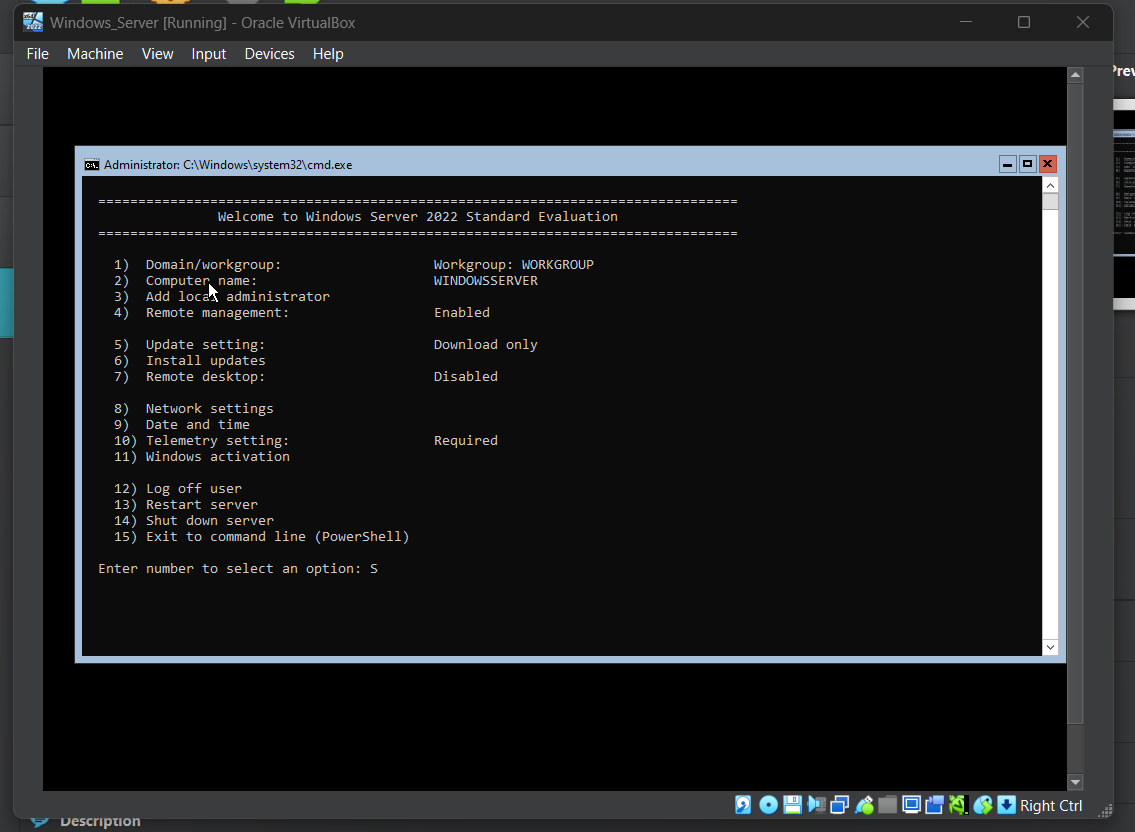 Windows_Server [Running] - Oracle VirtualBox
File Machine View Input Devices Help
Administrator: C:\Windows\system32\cmd.exe
================================================================================
Welcome to Windows Server 2022 Standard Evaluation
================================================================================
1) Domain/workgroup: Workgroup: WORKGROUP
2) Computer name: WINDOWSSERVER
3) Add local administrator
4) Remote management: Enabled
5) Update setting: Download only
6) Install updates
7) Remote desktop: Disabled
8) Network settings
9) Date and time
10) Telemetry setting: Required
11) Windows activation
12) Log off user
13) Restart server
14) Shut down server
15) Exit to command line (PowerShell)
Enter number to select an option: S
Right Ctrl
Description